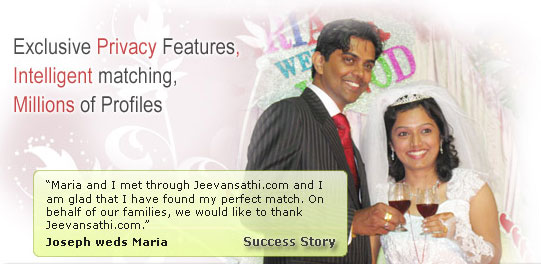 Exclusive Privacy Features,
Intelligent matching,
Millions of Profiles
“Maria and I met through Jeevansathi.com and I
am glad that I have found my perfect match. On
behalf of our families, we would like to thank
Jeevansathi.com.”
Joseph weds Maria Success Story